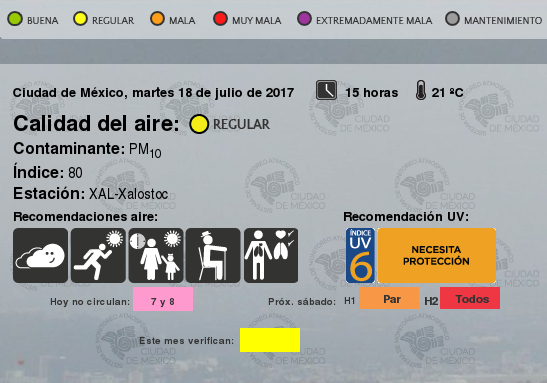 BUENA REGULAR MALA MUY MALA EXTREMADAMENTE MALA MANTENIMIENTO
Ciudad de México, martes 18 de julio de 2017 15 horas 21 ºC
Calidad del aire: REGULAR
Contaminante: PM10
Índice: 80
Estación: XAL-Xalostoc
Recomendaciones aire: Recomendación UV:
ÍNDICE
UV
6
NECESITA
PROTECCIÓN
Hoy no circulan: 7 y 8 Próx. sábado: H1 Par H2 Todos
Este mes verifican:
CIUDAD
DE MÉXICO